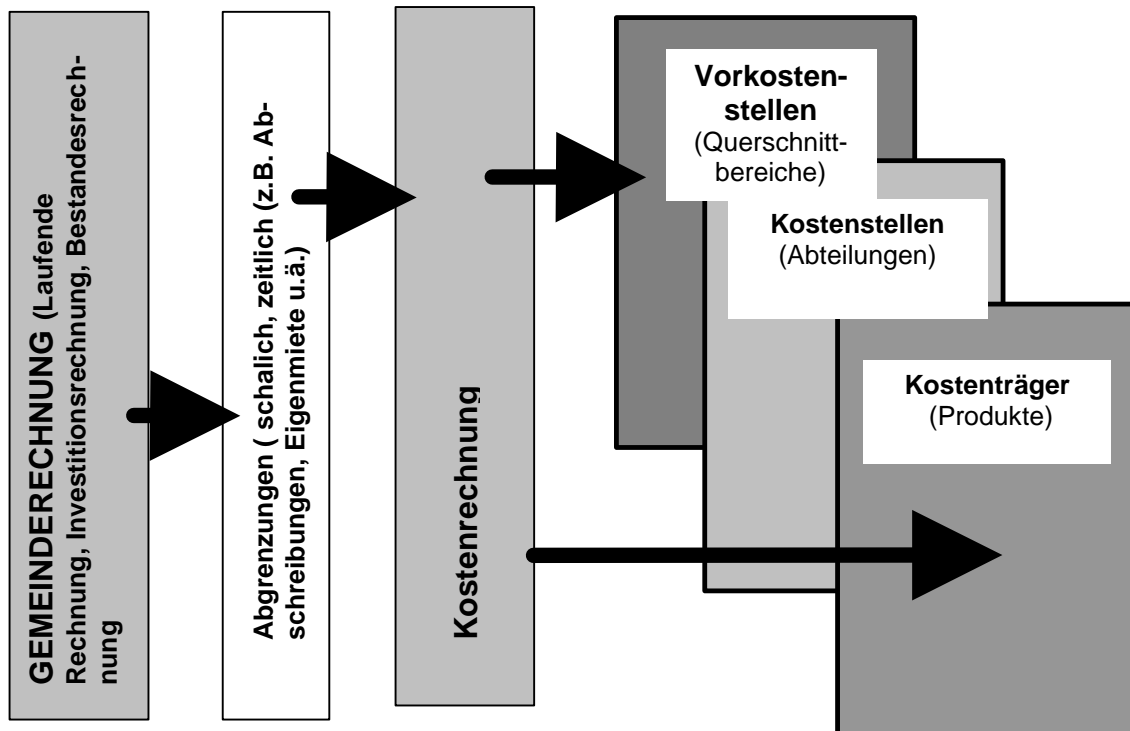 GEMEINDERECHNUNG (Laufende
Rechnung, Investitionsrechnung, Bestandesrech-
nung
Abgrenzungen ( schalich, zeitlich (z.B. Ab-
schreibungen, Eigenmiete u.ä.)
Kostenrechnung
Vorkosten-
stellen
(Querschnitt-
bereiche)
Kostenstellen
(Abteilungen)
Kostenträger
(Produkte)